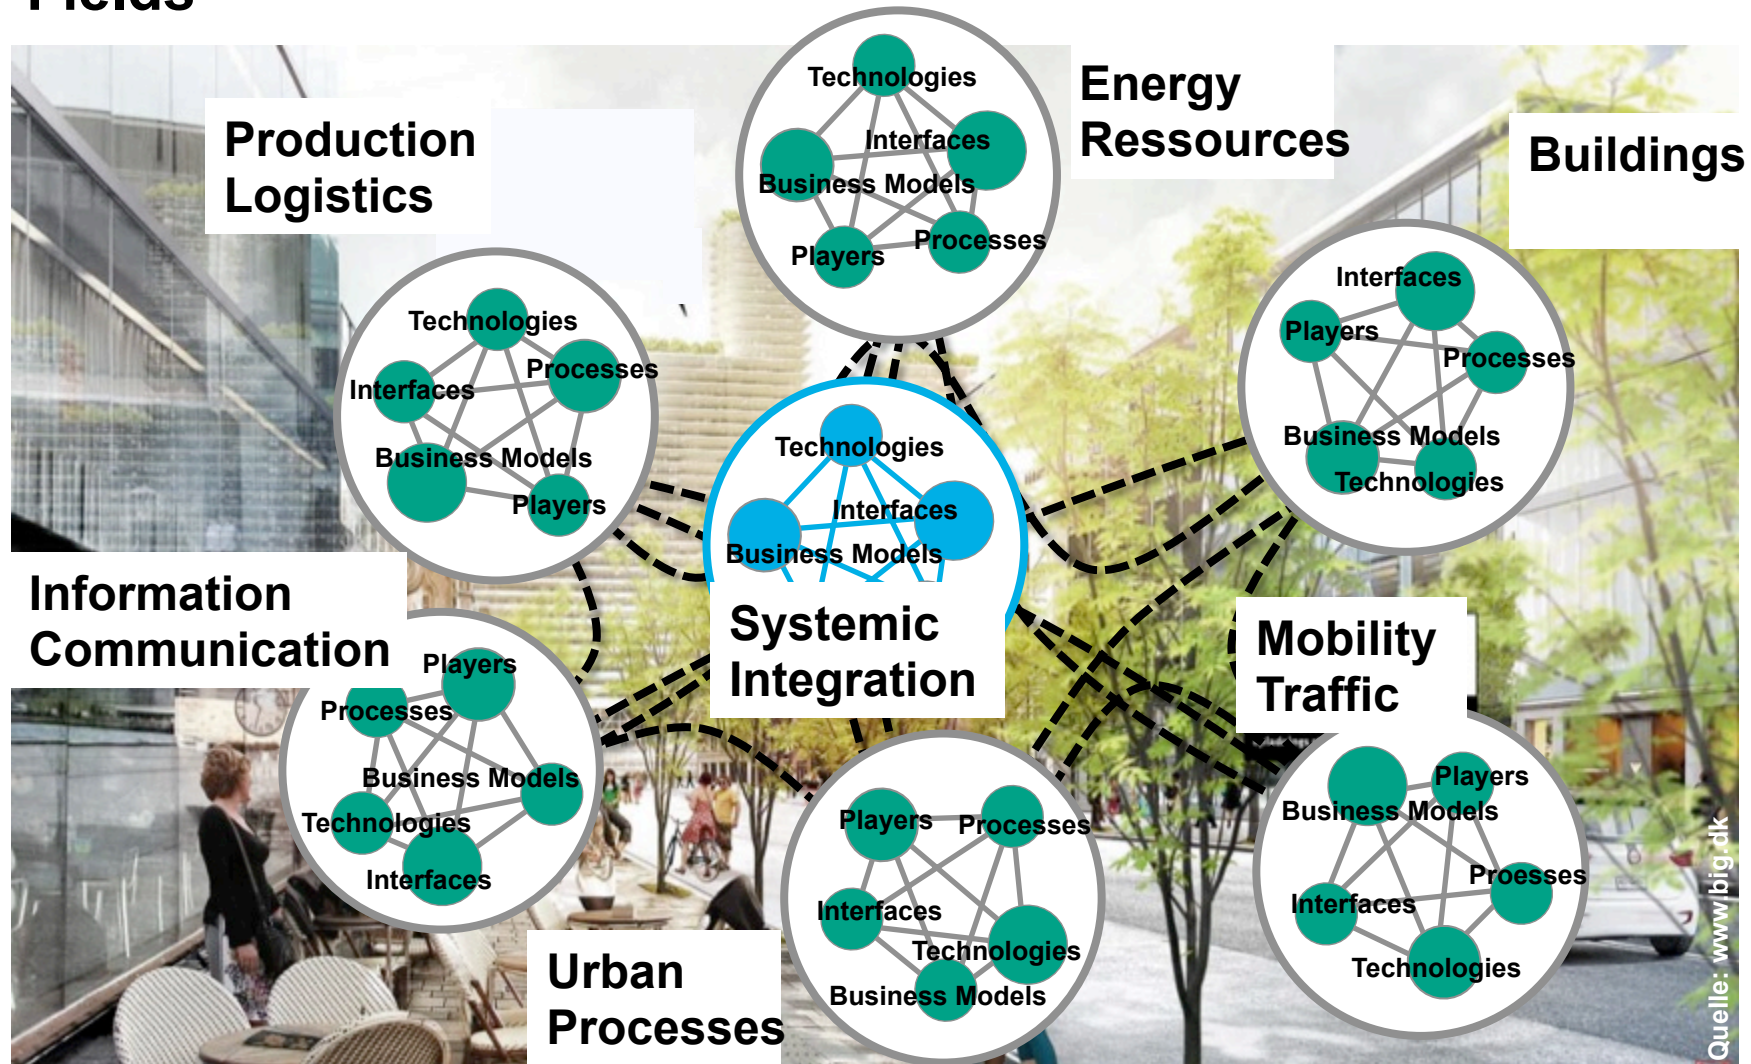 Fields
Technologies
Interfaces
Business Models
Players
Processes
Energy
Ressources
Production
Logistics
Buildings
Technologies
Processes
Interfaces
Business Models
Players
Interfaces
Players
Processes
Business Models
Technologies
Technologies
Interfaces
Business Models
Systemic
Integration
Information
Communication
Players
Processes
Business Models
Technologies
Interfaces
Mobility
Traffic
Players
Business Models
Proesses
Interfaces
Technologies
Players
Processes
Interfaces
Technologies
Business Models
Urban
Processes
Quelle: www.big.dk